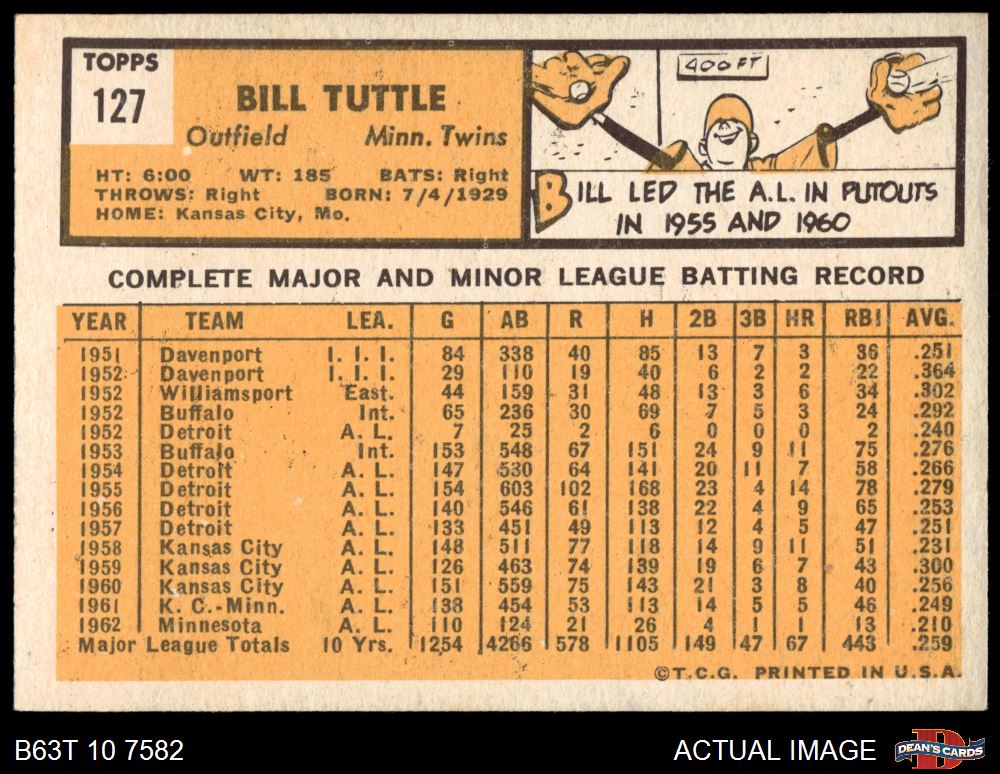 TOPPS
127
BILL TUTTLE
Outfield Minn. Twins
HT: 6:00 WT: 185 BATS: Right
THROWS: Right BORN: 7/4/1929
HOME: Kansas City, Mo.
400 FT
BILL LED THE A.L. IN PUTOUTS
IN 1955 AND 1960
COMPLETE MAJOR AND MINOR LEAGUE BATTING RECORD
YEAR TEAM LEA. G AB R H 2B 3B HR RBI AVG.
1951 Davenport I. I. I. 84 338 40 85 13 7 3 36 .251
1952 Davenport I. I. I. 29 110 19 40 6 2 2 22 .364
1952 Williamsport East. 44 159 31 48 13 3 6 34 .302
1952 Buffalo Int. 65 236 30 69 7 5 3 24 .292
1952 Detroit A. L. 7 25 2 6 0 0 0 2 .240
1953 Buffalo Int. 153 548 67 151 24 9 11 75 .276
1954 Detroit A. L. 147 530 64 141 20 11 7 58 .266
1955 Detroit A. L. 154 603 102 168 23 4 14 78 .279
1956 Detroit A. L. 140 546 61 138 22 4 9 65 .253
1957 Detroit A. L. 133 451 49 113 12 4 5 47 .251
1958 Kansas City A. L. 148 511 77 118 14 9 11 51 .231
1959 Kansas City A. L. 126 463 74 139 19 6 7 43 .300
1960 Kansas City A. L. 151 559 75 143 21 3 8 40 .256
1961 K. C.-Minn. A. L. 138 454 53 113 14 5 5 46 .249
1962 Minnesota A. L. 110 124 21 26 4 1 1 13 .210
Major League Totals 10 Yrs. 1254 4266 578 1105 149 47 67 443 .259
©T.C.G. PRINTED IN U.S.A.
B63T 10 7582 ACTUAL IMAGE
D
DEAN'S CARDS